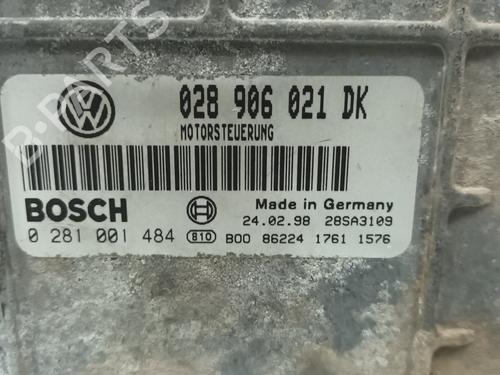 B-PARTS
028 906 021 DK
MOTORSTEUERUNG
BOSCH
Made in Germany
24.02.98 28SA3109
0 281 001 484 810 B00 86224 1761 1576